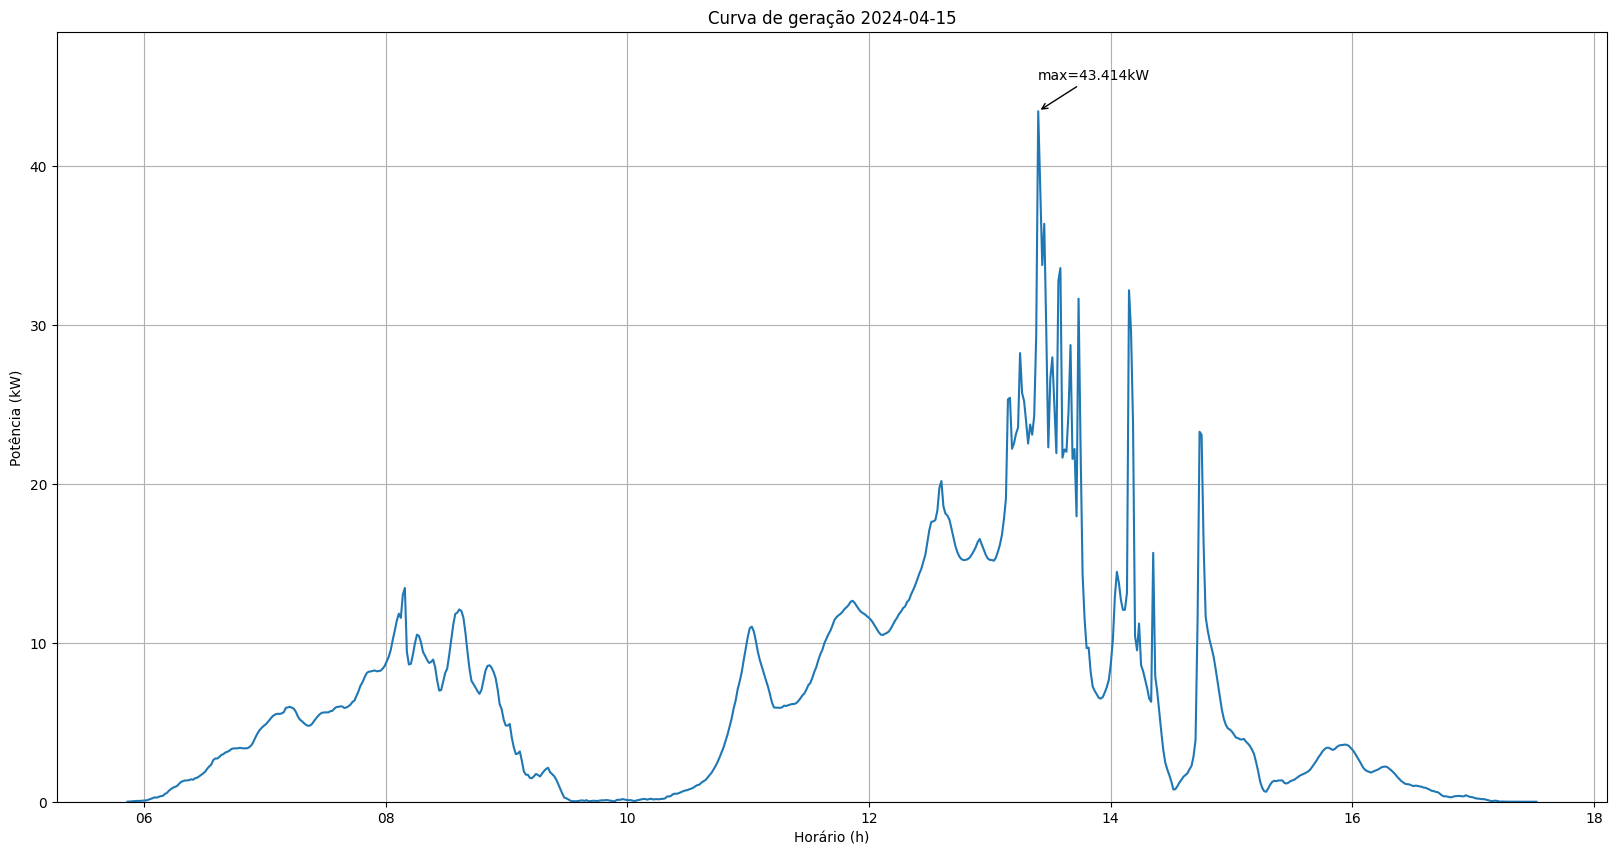 Curva de geração 2024-04-15
max=43.414kW
Potência (kW)
40
30
20
10
0
06 08 10 12 14 16 18
Horário (h)